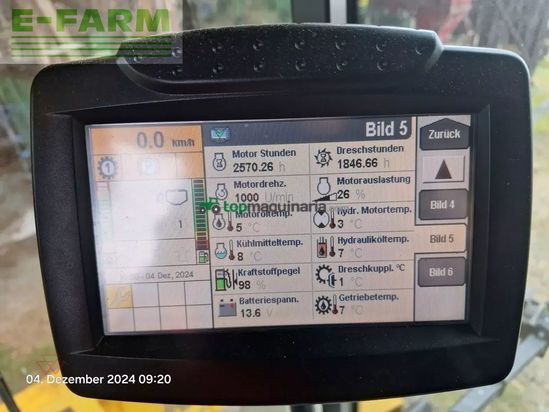 E-FARM
0.0 km/h
Bild 5
Zurück
Motor Stunden
2570.26 h
Dreschstunden
1846.66 h
Motordrehz.
1000 U/min
Motorauslastung
26 %
topmaquinaria
Motoröltemp.
5 °C
hydr. Motortemp.
3 °C
Kühlmitteltemp.
8 °C
Hydrauliköltemp.
7 °C
Kraftstoffpegel
98 %
Dreschkuppl. °C
1 °C
Batteriespann.
13.6 V
Getriebetemp.
7 °C
Bild 4
Bild 5
Bild 6
1
04 Dez, 2024
04. Dezember 2024 09:20